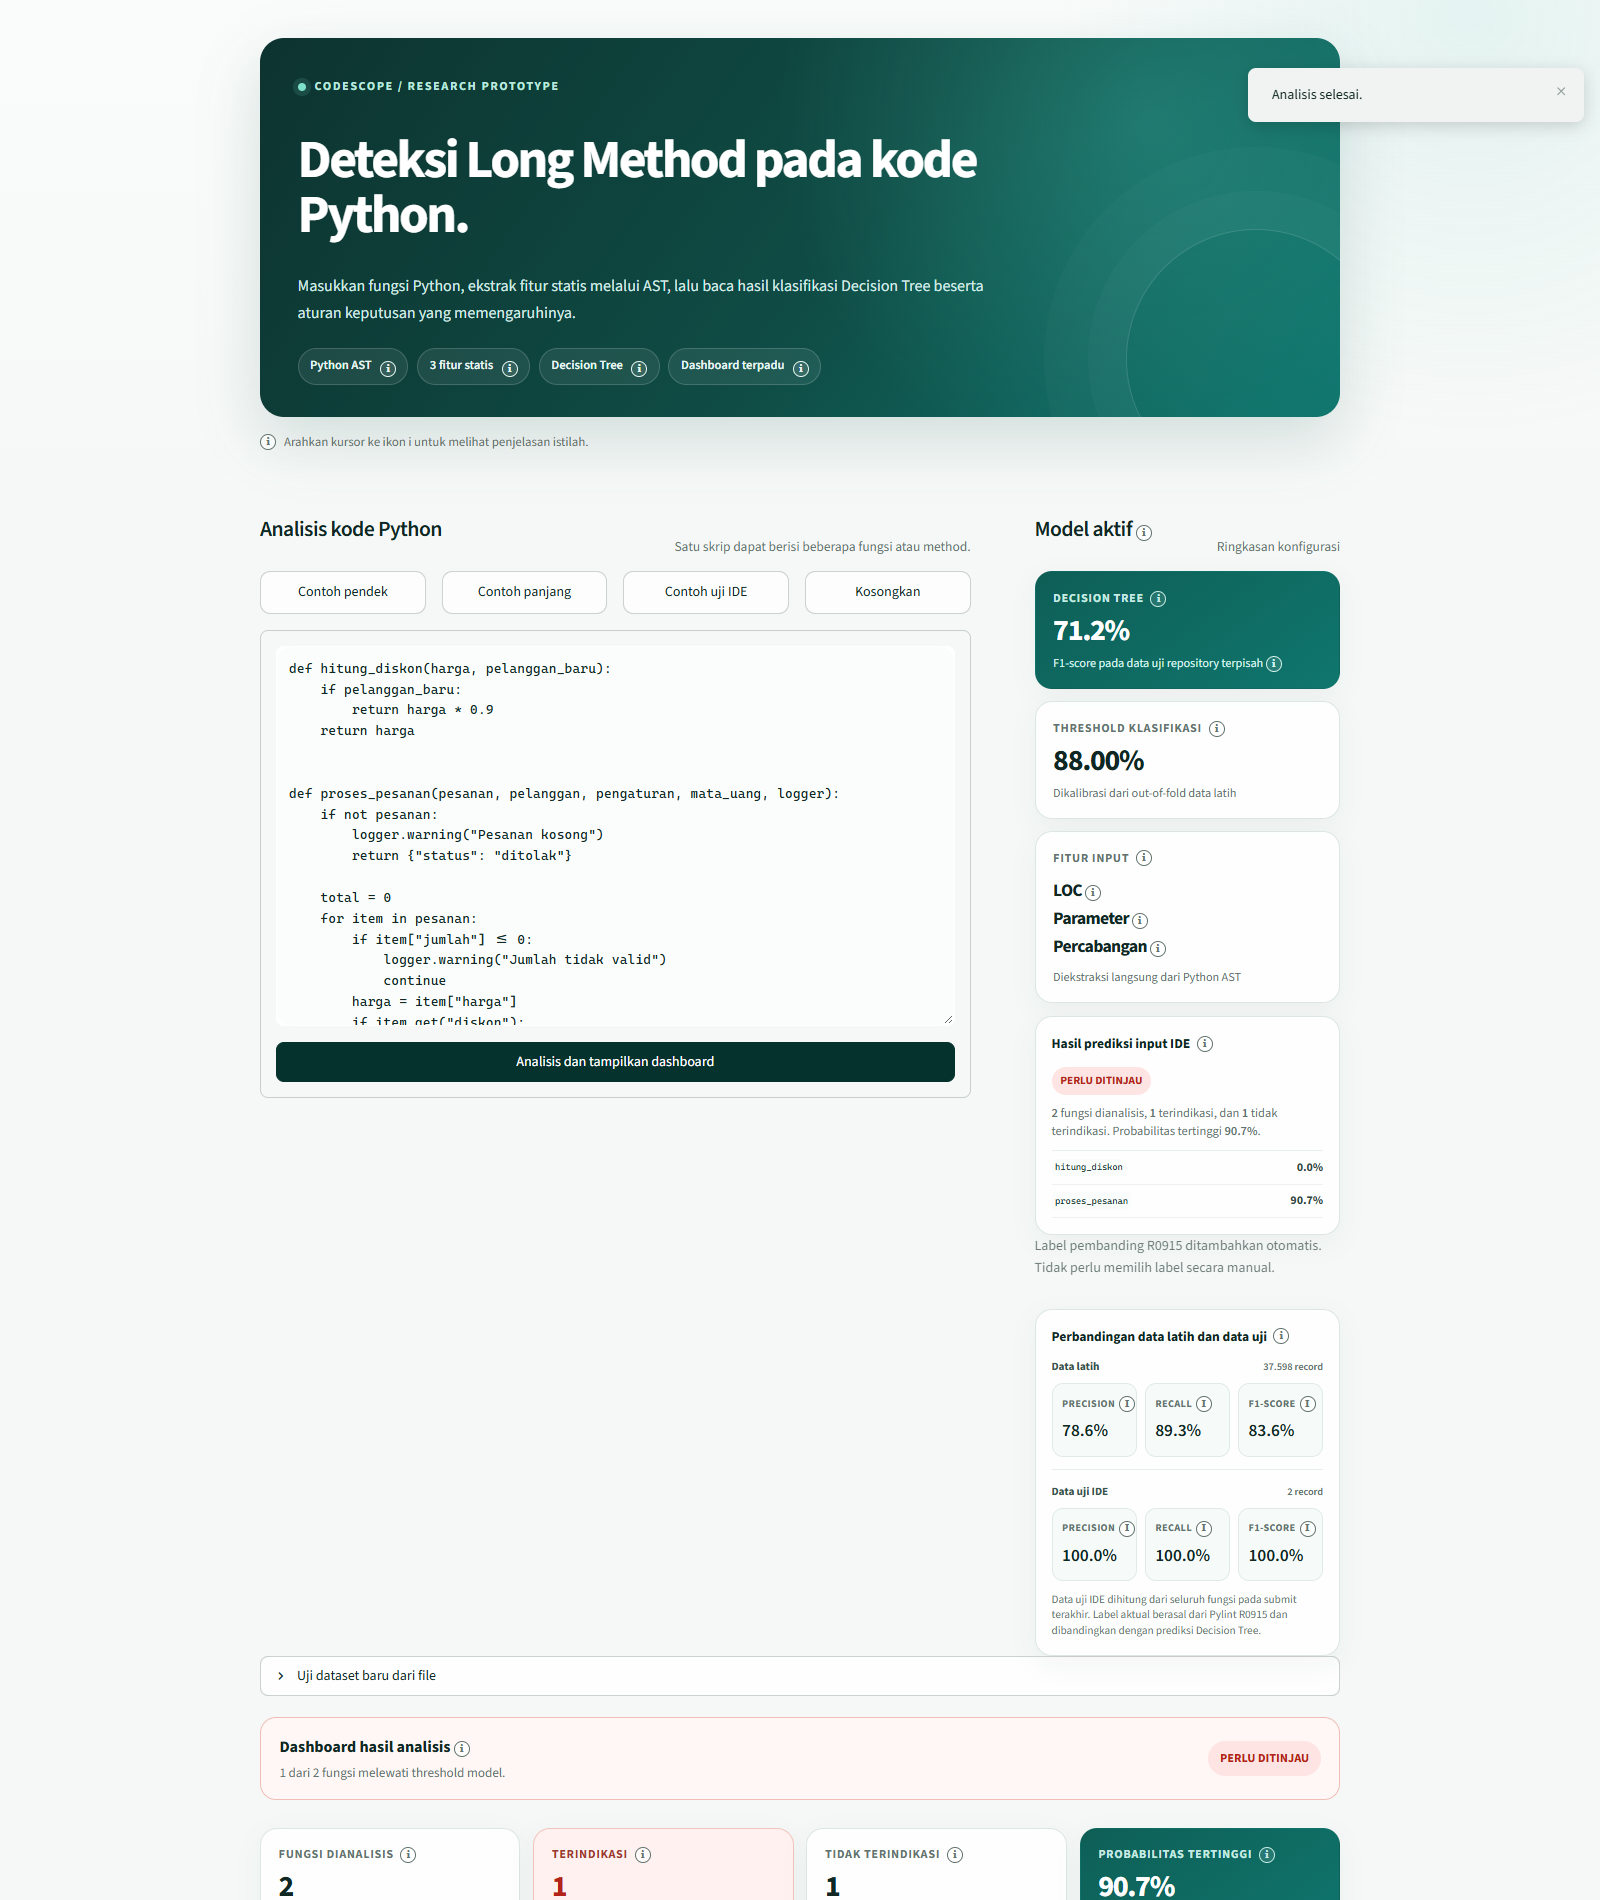 CODESCOPE / RESEARCH PROTOTYPE
Analisis selesai.
Deteksi Long Method pada kode
Python.
Masukkan fungsi Python, ekstrak fitur statis melalui AST, lalu baca hasil klasifikasi Decision Tree beserta
aturan keputusan yang memengaruhinya.
Python AST
3 fitur statis
Decision Tree
Dashboard terpadu
Arahkan kursor ke ikon i untuk melihat penjelasan istilah.
Analisis kode Python
Satu skrip dapat berisi beberapa fungsi atau method.
Contoh pendek
Contoh panjang
Contoh uji IDE
Kosongkan
def hitung_diskon(harga, pelanggan_baru):
    if pelanggan_baru:
        return harga * 0.9
    return harga
def proses_pesanan(pesanan, pelanggan, pengaturan, mata_uang, logger):
    if not pesanan:
        logger.warning("Pesanan kosong")
        return {"status": "ditolak"}
    total = 0
    for item in pesanan:
        if item["jumlah"] ≤ 0:
            logger.warning("Jumlah tidak valid")
            continue
        harga = item["harga"]
        if item.get("diskon"):
Analisis dan tampilkan dashboard
Model aktif
Ringkasan konfigurasi
DECISION TREE
71.2%
F1-score pada data uji repository terpisah
THRESHOLD KLASIFIKASI
88.00%
Dikalibrasi dari out-of-fold data latih
FITUR INPUT
LOC
Parameter
Percabangan
Diekstraksi langsung dari Python AST
Hasil prediksi input IDE
PERLU DITINJAU
2 fungsi dianalisis, 1 terindikasi, dan 1 tidak
terindikasi. Probabilitas tertinggi 90.7%.
hitung_diskon 0.0%
proses_pesanan 90.7%
Label pembanding R0915 ditambahkan otomatis.
Tidak perlu memilih label secara manual.
Perbandingan data latih dan data uji
Data latih 37.598 record
PRECISION RECALL F1-SCORE
78.6% 89.3% 83.6%
Data uji IDE 2 record
PRECISION RECALL F1-SCORE
100.0% 100.0% 100.0%
Data uji IDE dihitung dari seluruh fungsi pada submit
terakhir. Label aktual berasal dari Pylint R0915 dan
dibandingkan dengan prediksi Decision Tree.
Uji dataset baru dari file
Dashboard hasil analisis
1 dari 2 fungsi melewati threshold model.
PERLU DITINJAU
FUNGSI DIANALISIS
2
TERINDIKASI
1
TIDAK TERINDIKASI
1
PROBABILITAS TERTINGGI
90.7%